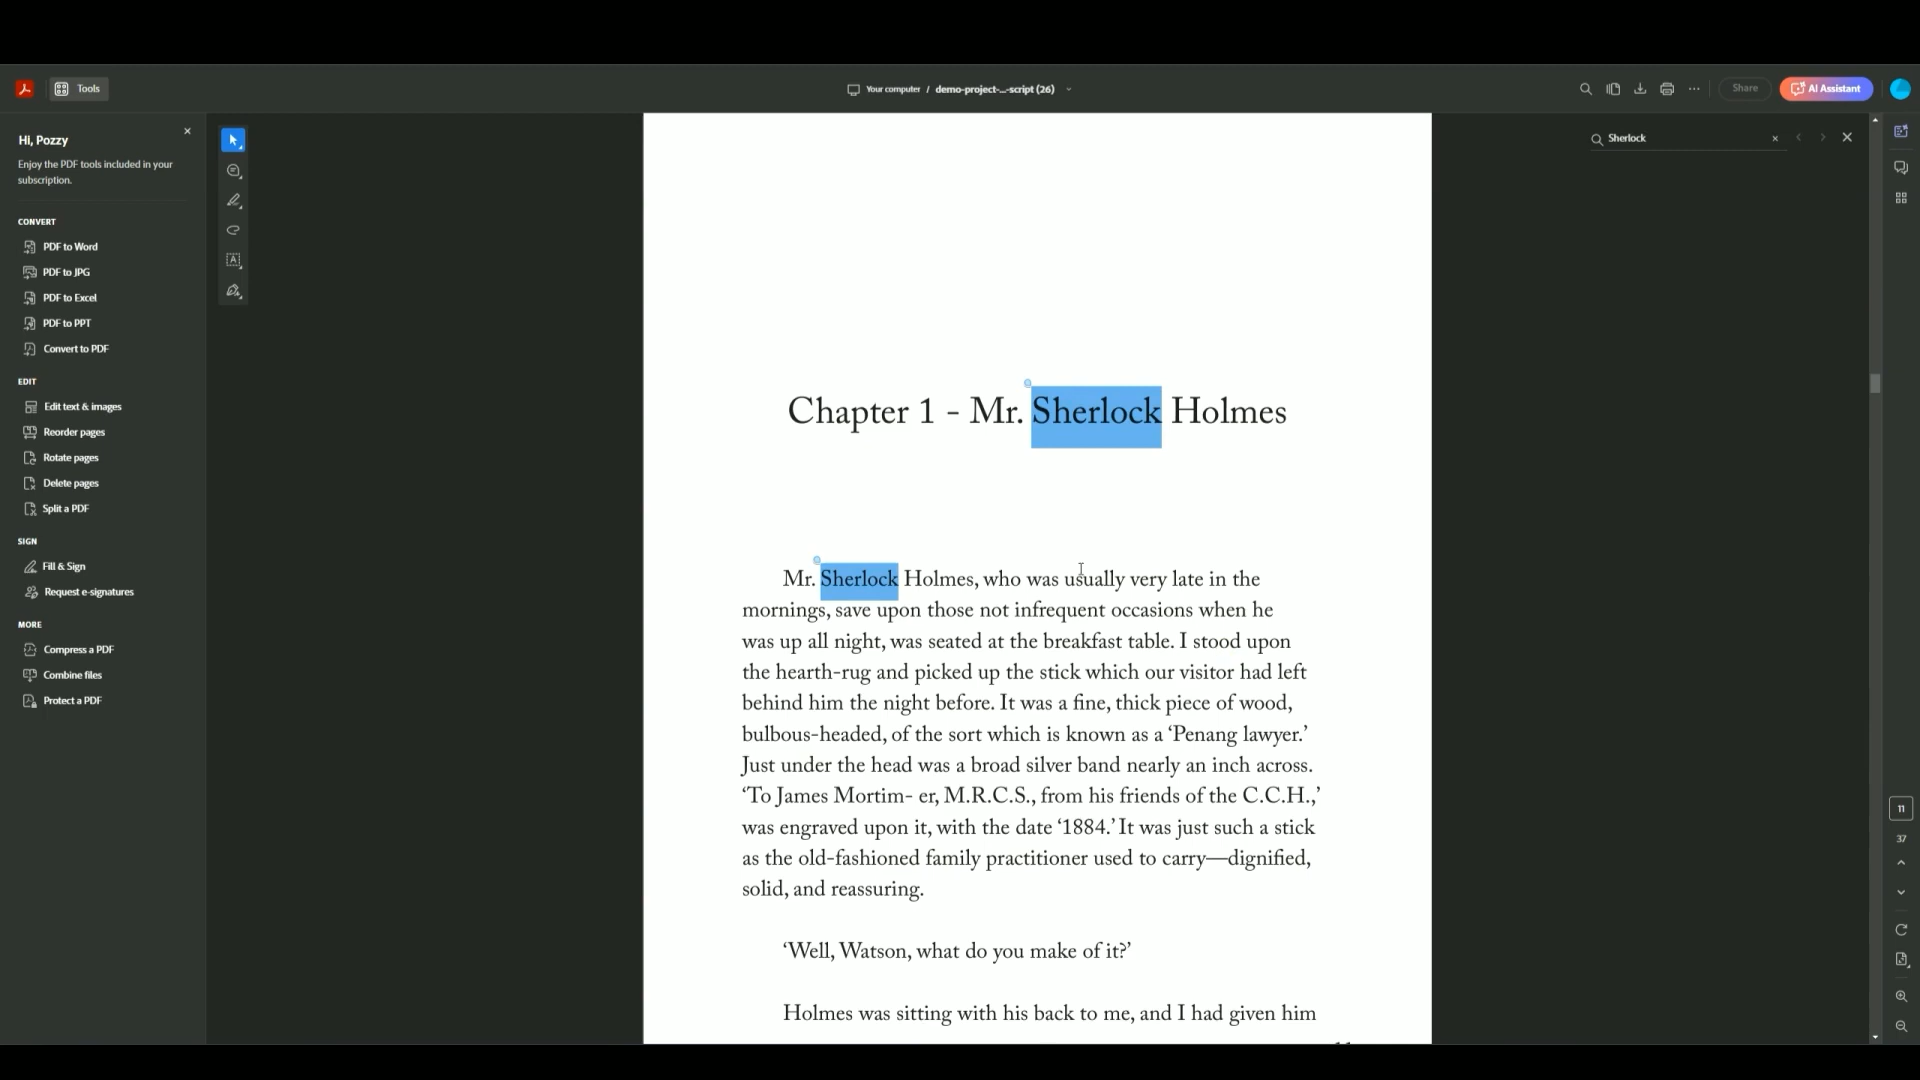 Tools
Your computer / demo-project-...-script (26)
Share
AI Assistant
Hi, Pozzy
Enjoy the PDF tools included in your
subscription.
CONVERT
PDF to Word
PDF to JPG
PDF to Excel
PDF to PPT
Convert to PDF
EDIT
Edit text & images
Reorder pages
Rotate pages
Delete pages
Split a PDF
SIGN
Fill & Sign
Request e-signatures
MORE
Compress a PDF
Combine files
Protect a PDF
Chapter 1 - Mr. Sherlock Holmes
Mr. Sherlock Holmes, who was usually very late in the
mornings, save upon those not infrequent occasions when he
was up all night, was seated at the breakfast table. I stood upon
the hearth-rug and picked up the stick which our visitor had left
behind him the night before. It was a fine, thick piece of wood,
bulbous-headed, of the sort which is known as a ‘Penang lawyer.’
Just under the head was a broad silver band nearly an inch across.
‘To James Mortim- er, M.R.C.S., from his friends of the C.C.H.,’
was engraved upon it, with the date ‘1884.’ It was just such a stick
as the old-fashioned family practitioner used to carry—dignified,
solid, and reassuring.
‘Well, Watson, what do you make of it?’
Holmes was sitting with his back to me, and I had given him
Sherlock
11
37